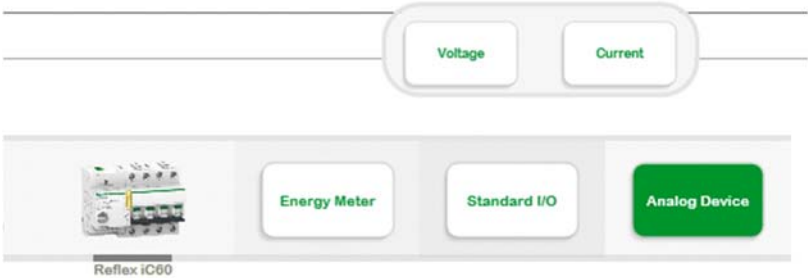 Voltage
Current
Energy Meter
Standard I/O
Analog Device
Reflex iC60